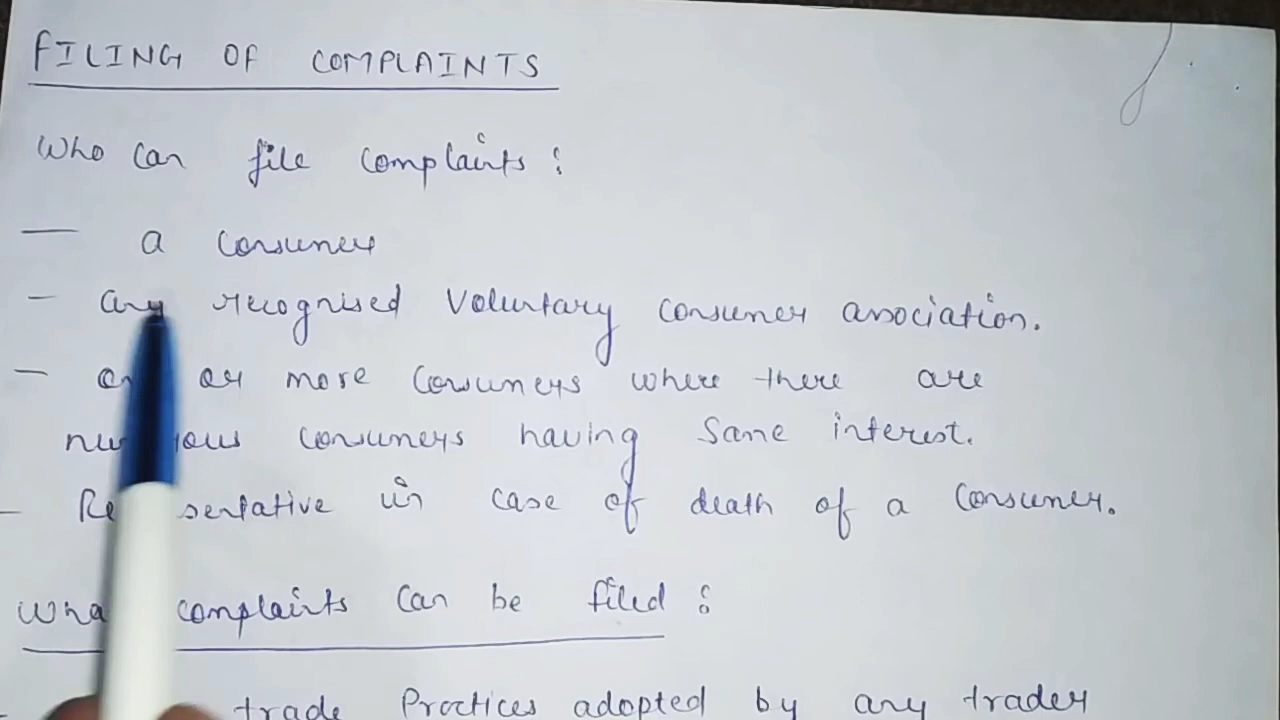 FILING OF COMPLAINTS
Who can file complaints :
— a consumer
- any recognised voluntary consumer association.
- or more consumers where there are
consumers having same interest.
- in case of death of a consumer.
complaints can be filed :
trade Practices adopted by any trader